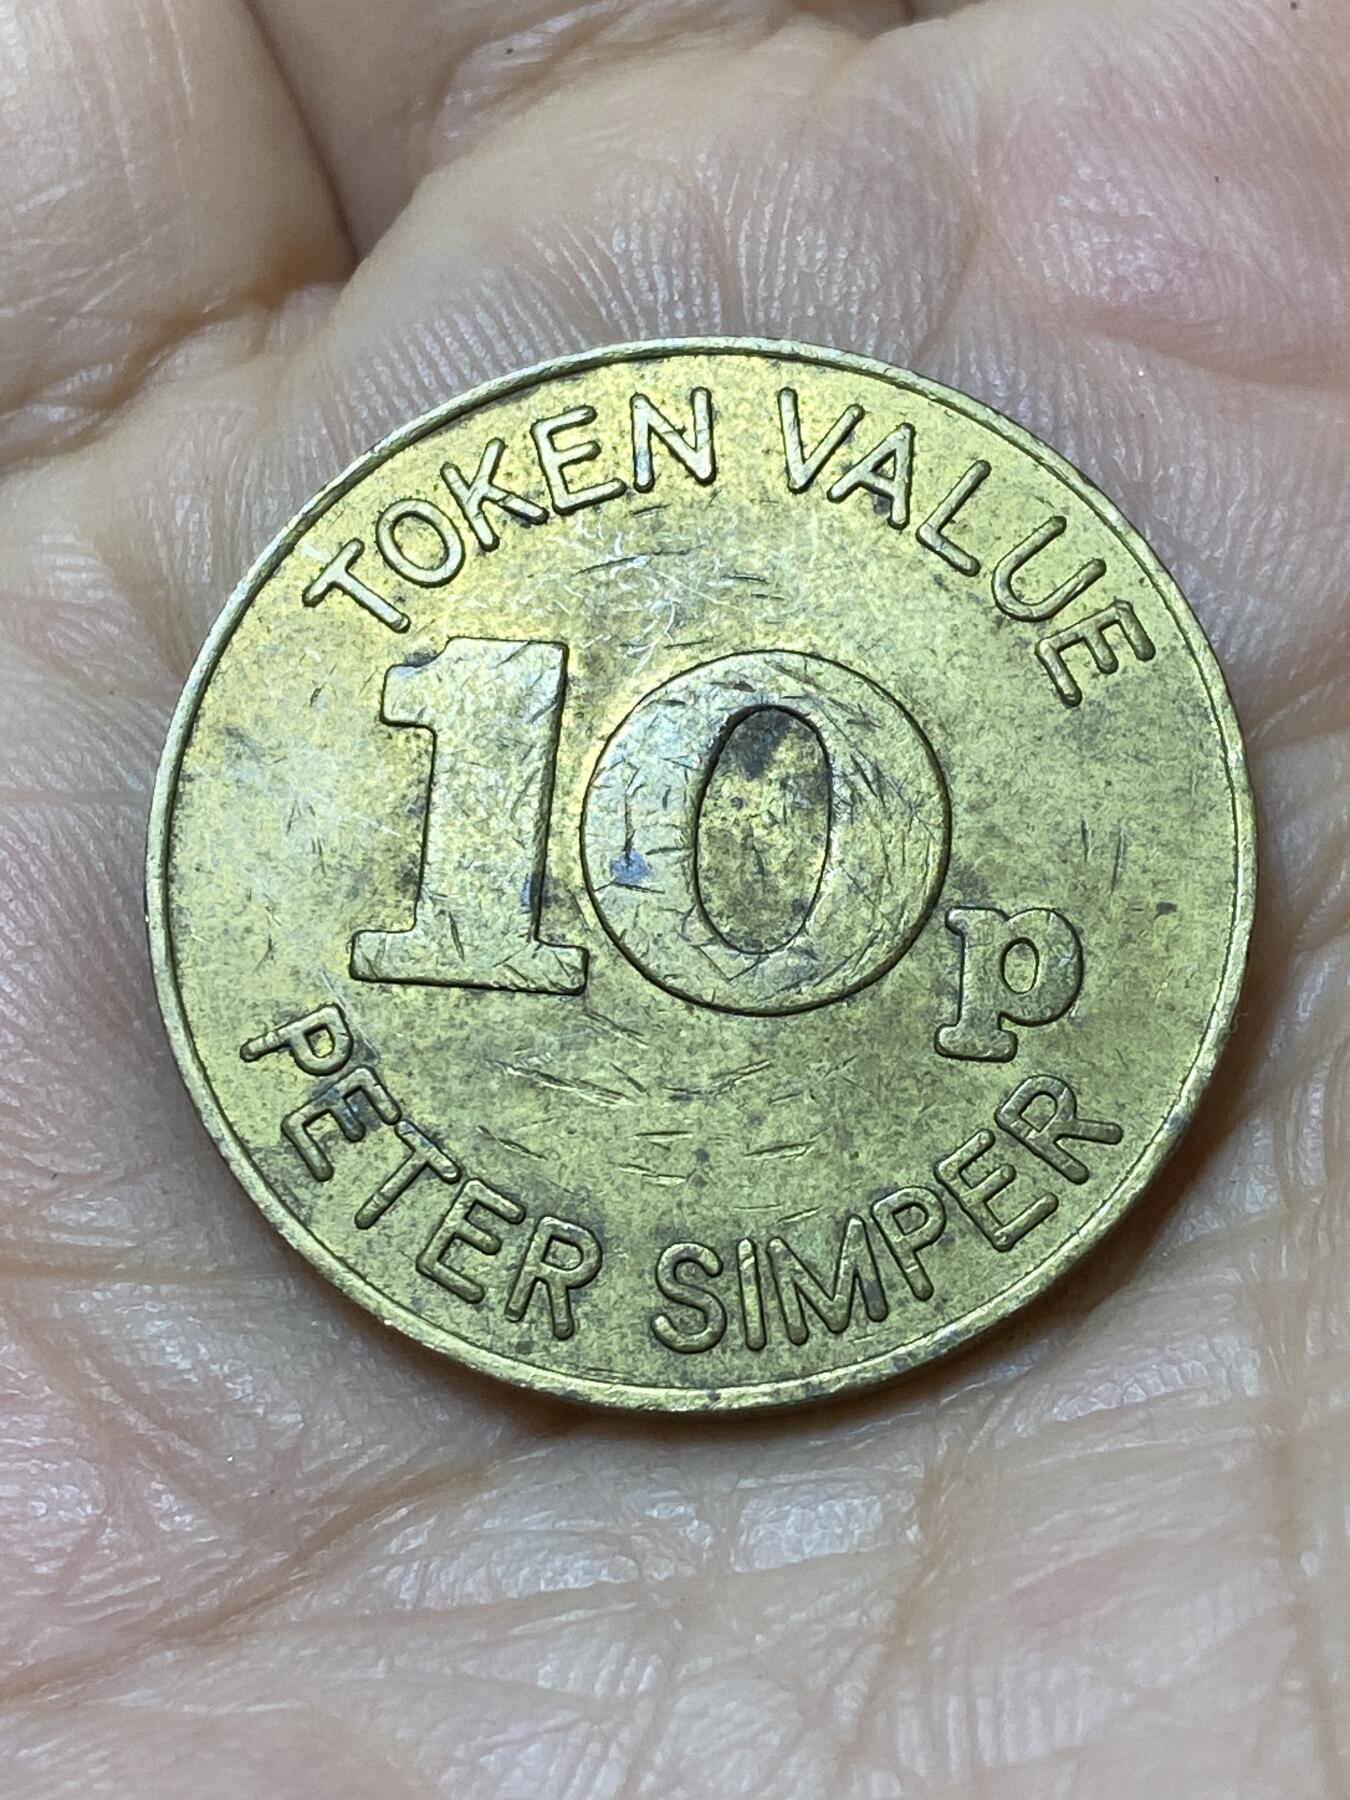 TOKEN VALUE
10p
PETER SIMPER